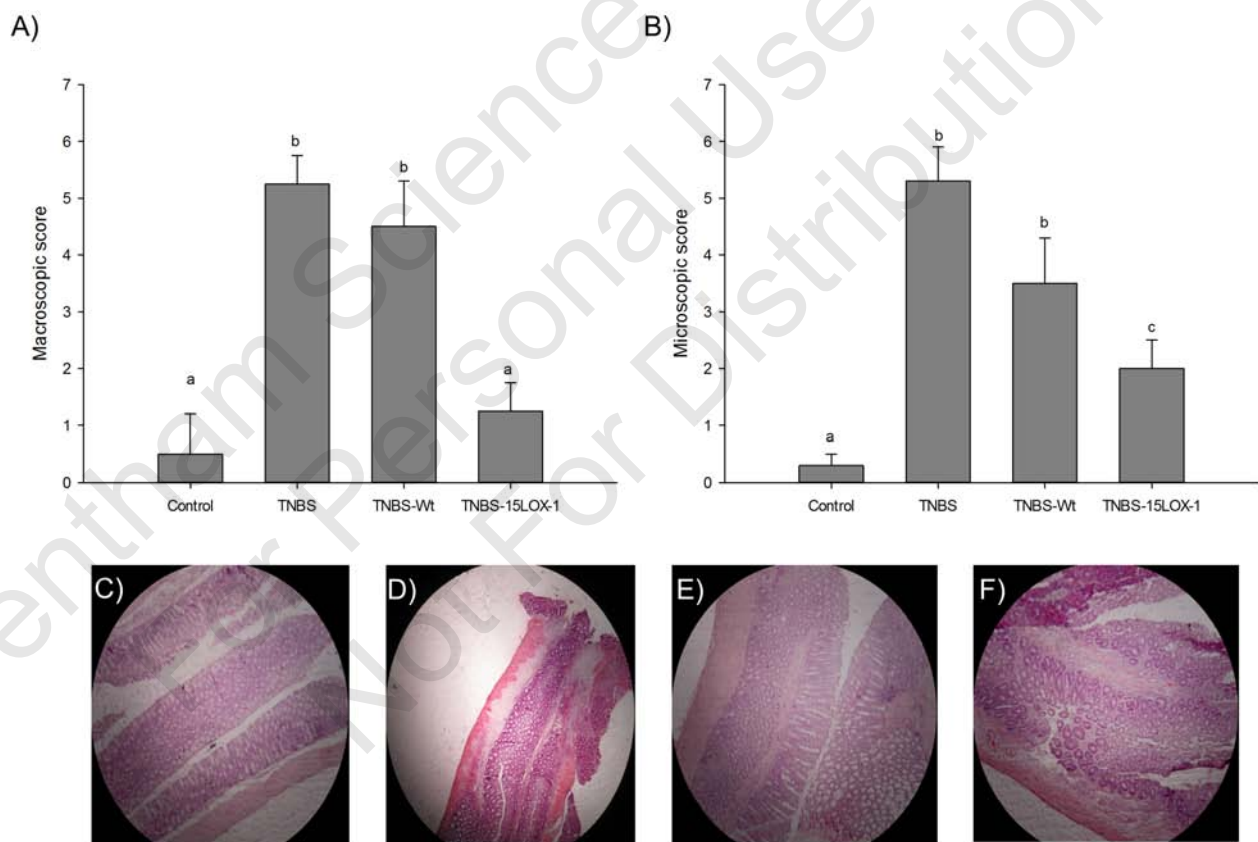 A)
Macroscopic score
7
6
5
4
3
2
1
0
a
b
b
a
Control
TNBS
TNBS-Wt
TNBS-15LOX-1
B)
Microscopic score
7
6
5
4
3
2
1
0
a
b
b
c
Control
TNBS
TNBS-Wt
TNBS-15LOX-1
C)
D)
E)
F)
entham Science
Personal Use
Not For Distribution